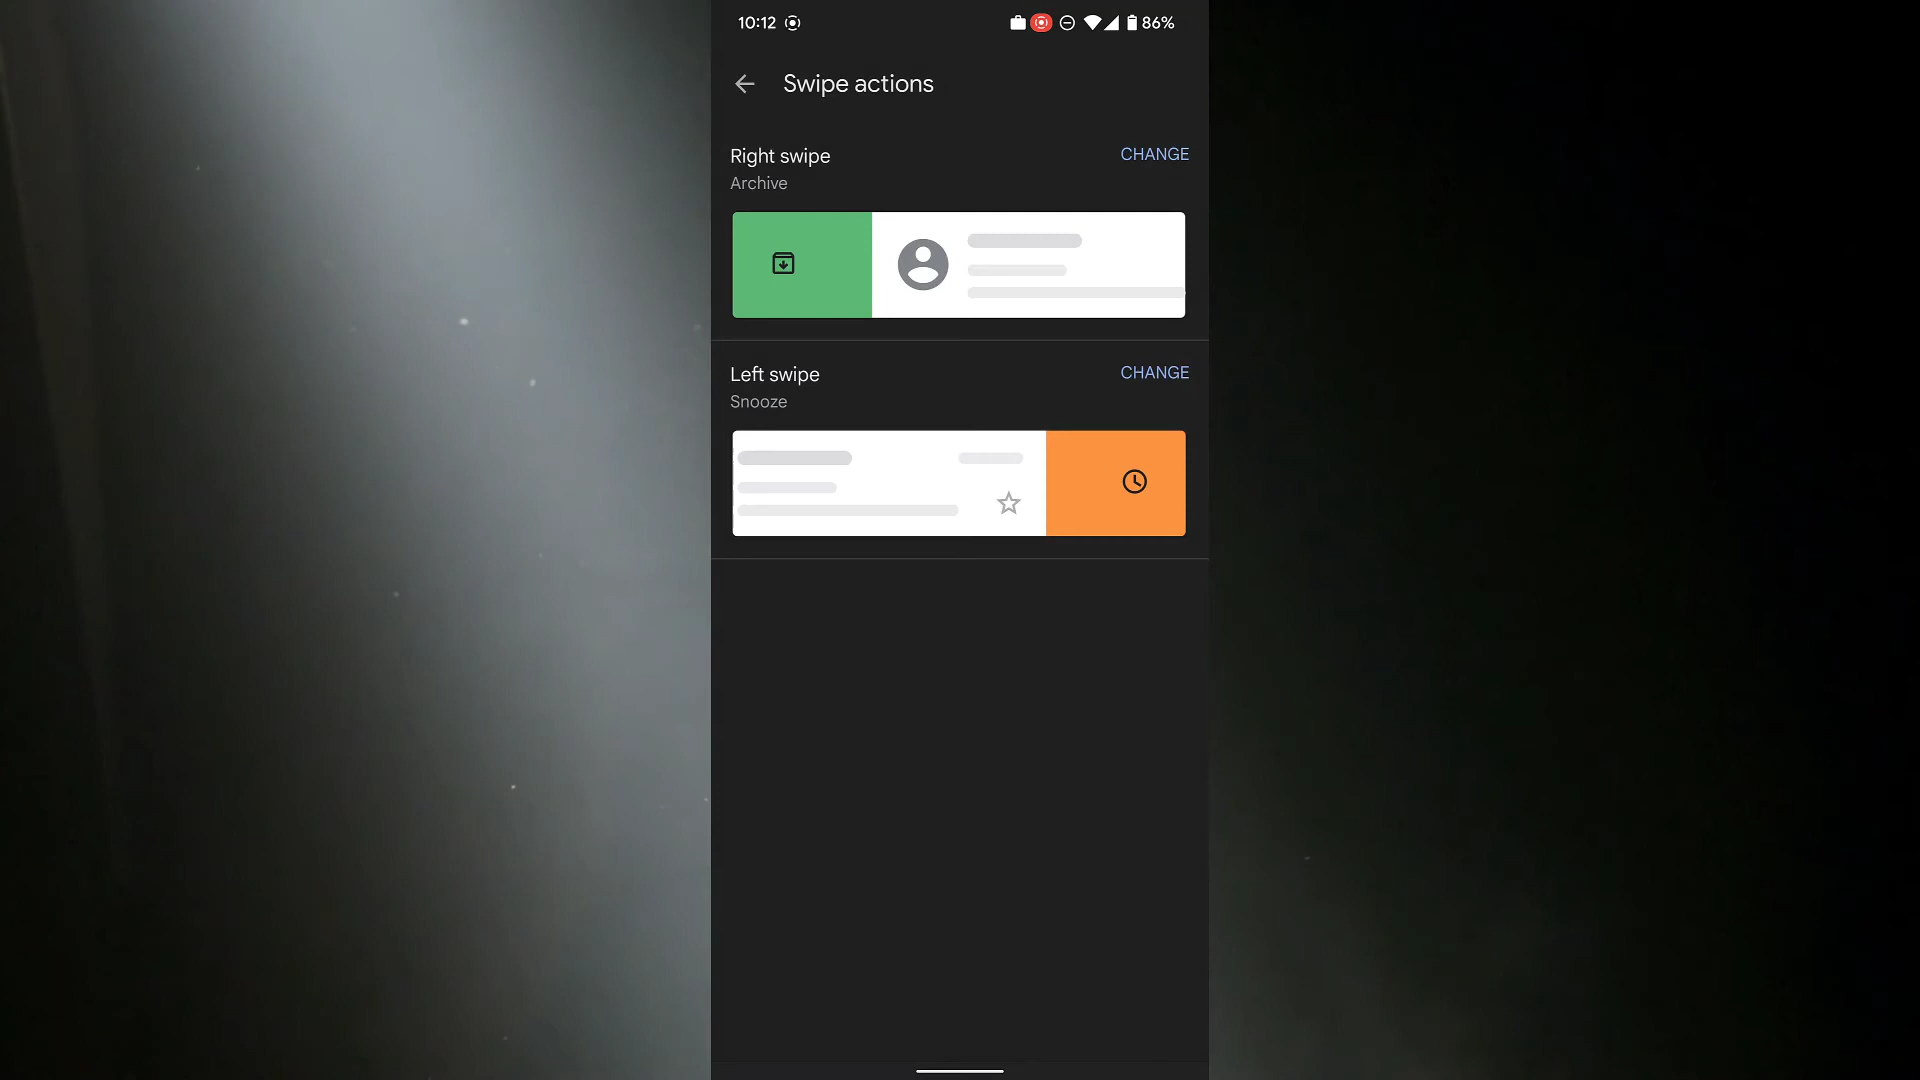 10:12
86%
Swipe actions
Right swipe
CHANGE
Archive
Left swipe
CHANGE
Snooze